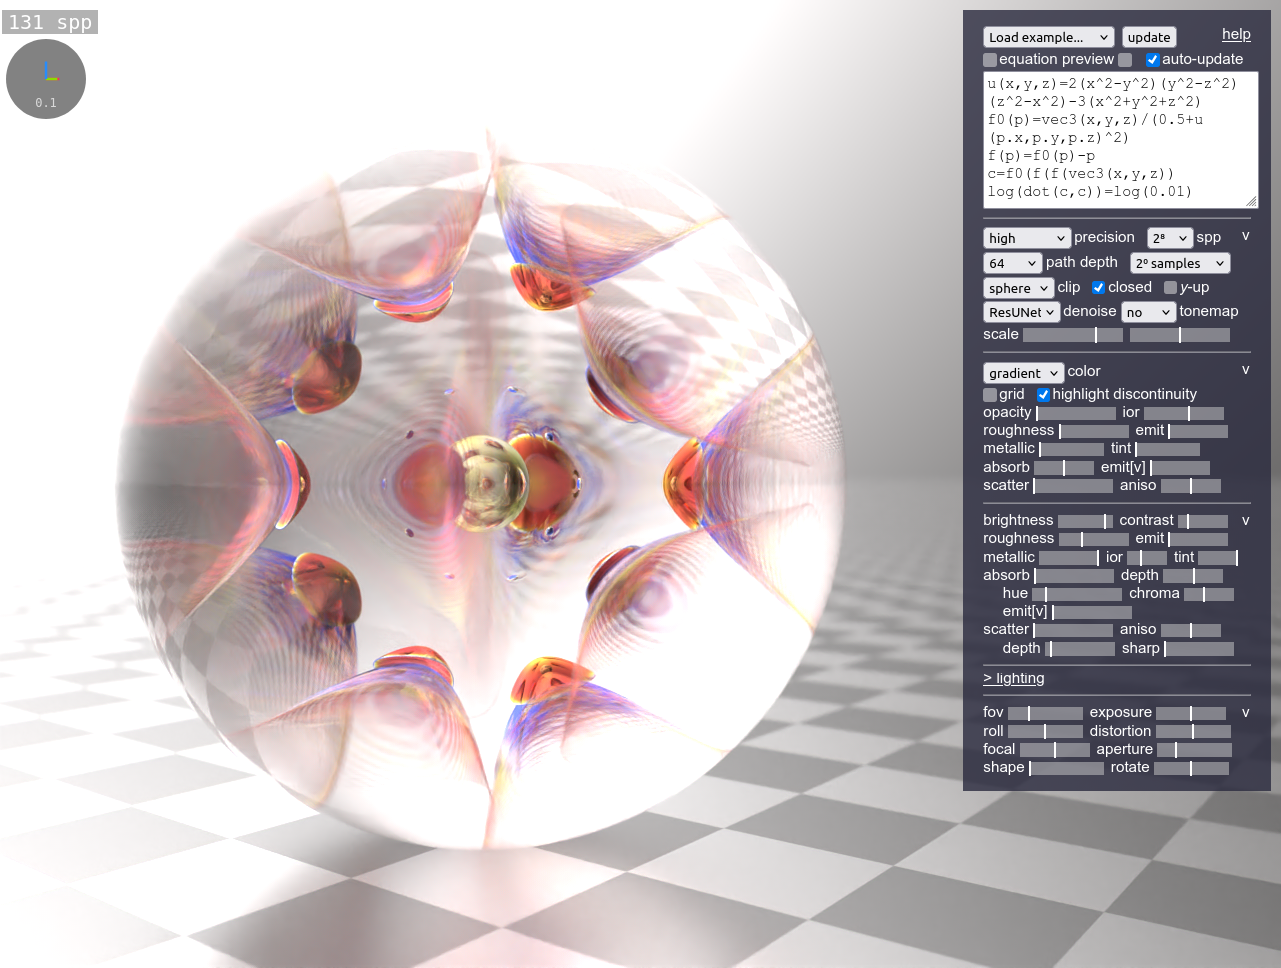 131 spp
0.1
Load example... update help
equation preview auto-update
u(x,y,z)=2(x^2-y^2)(y^2-z^2)
(z^2-x^2)-3(x^2+y^2+z^2)
f0(p)=vec3(x,y,z)/(0.5+u
(p.x,p.y,p.z)^2)
f(p)=f0(p)-p
c=f0(f(f(vec3(x,y,z))
log(dot(c,c))=log(0.01)
high precision 2⁸ spp v
64 path depth 2⁰ samples
sphere clip closed y-up
ResUNet denoise no tonemap
scale
gradient color v
grid highlight discontinuity
opacity ior
roughness emit
metallic tint
absorb emit[v]
scatter aniso
brightness contrast v
roughness emit
metallic ior tint
absorb depth
hue chroma
emit[v]
scatter aniso
depth sharp
> lighting
fov exposure v
roll distortion
focal aperture
shape rotate